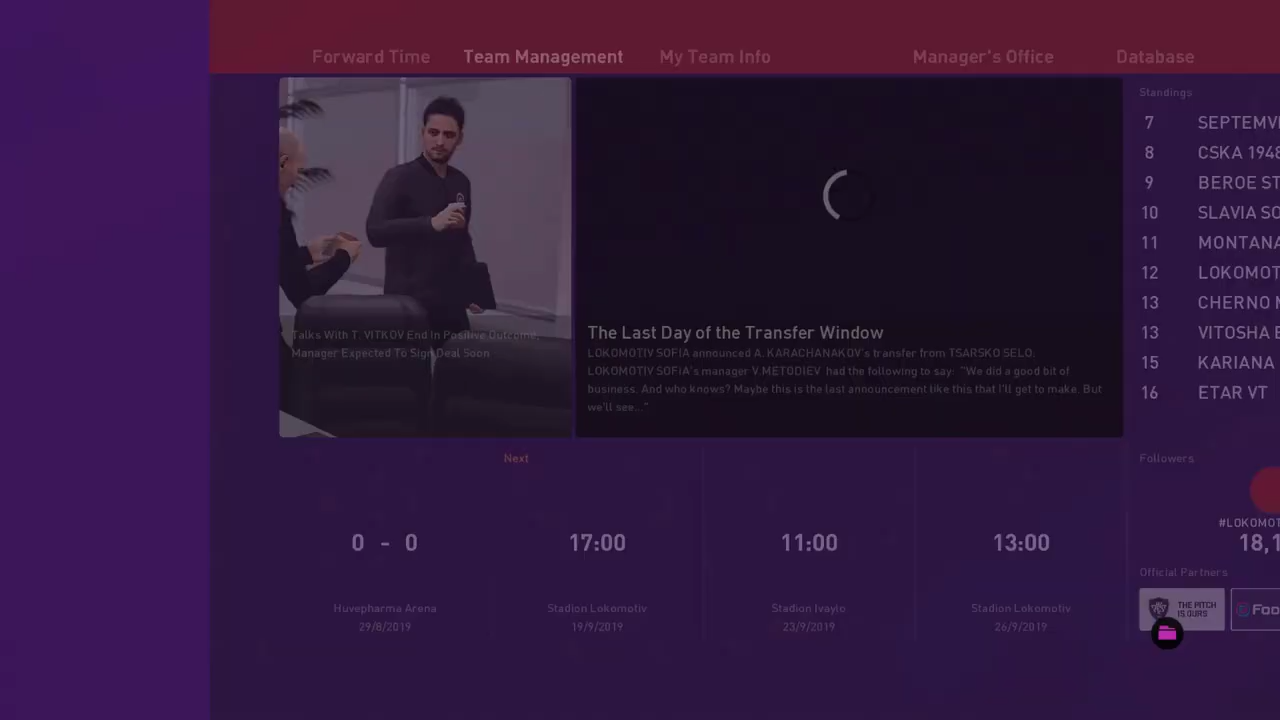 Forward Time Team Management My Team Info Manager's Office Database
Talks With T. VITKOV End In Positive Outcome,
Manager Expected To Sign Deal Soon
The Last Day of the Transfer Window
LOKOMOTIV SOFIA announced A. KARACHANAKOV's transfer from TSARSKO SELO.
LOKOMOTIV SOFIA's manager V.METODIEV had the following to say: "We did a good bit of
business. And who knows? Maybe this is the last announcement like this that I'll get to make. But
we'll see..."
Standings
7 SEPTEMV
8 CSKA 1948
9 BEROE ST
10 SLAVIA SO
11 MONTANA
12 LOKOMOT
13 CHERNO
13 VITOSHA
15 KARIANA
16 ETAR VT
Next
0 - 0
Huvepharma Arena
29/8/2019
17:00
Stadion Lokomotiv
19/9/2019
11:00
Stadion Ivaylo
23/9/2019
13:00
Stadion Lokomotiv
26/9/2019
Followers
#LOKOMO
18,1
Official Partners
THE PITCH
IS OURS
Foo